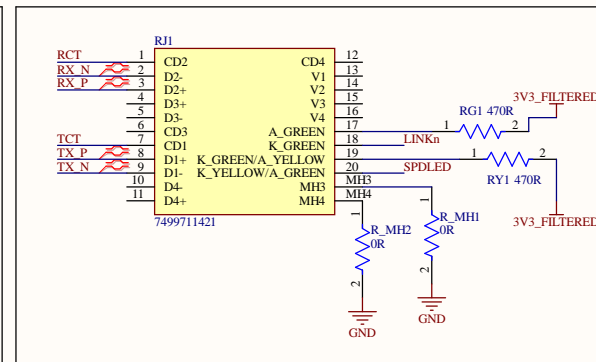 RJ1
RCT 1 CD2 CD4 12
RX_N 2 D2- V1 13
RX_P 3 D2+ V2 14
4 D3+ V3 15
5 D3- V4 16
6 CD3 A_GREEN 17
TCT 7 CD1 K_GREEN 18 LINKn
TX_P 8 D1+ K_GREEN/A_YELLOW 19
TX_N 9 D1- K_YELLOW/A_GREEN 20 SPDLED
10 D4- MH3 MH3
11 D4+ MH4 MH4
7499711421
RG1 470R
1 2
3V3_FILTERED
1 2
RY1 470R
3V3_FILTERED
1
R_MH2
0R
2
GND
1
R_MH1
0R
2
GND